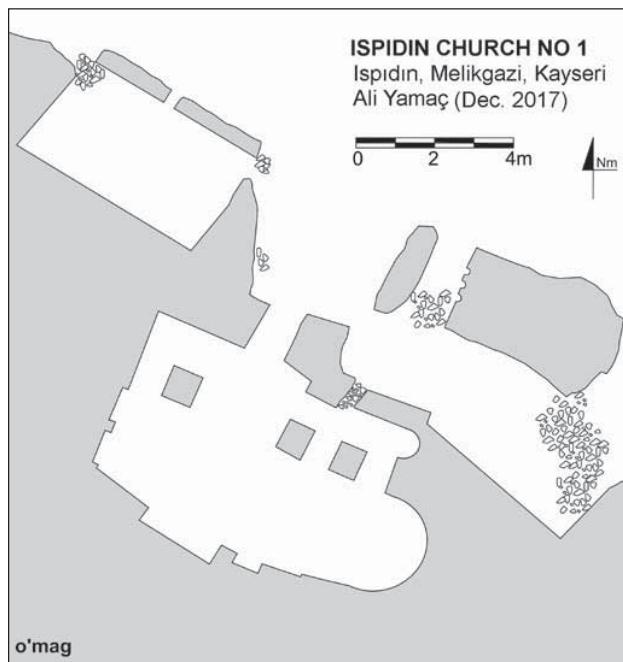 ISPIDIN CHURCH NO 1
Ispıdın, Melikgazi, Kayseri
Ali Yamaç (Dec. 2017)
0 2 4m
Nm
o'mag